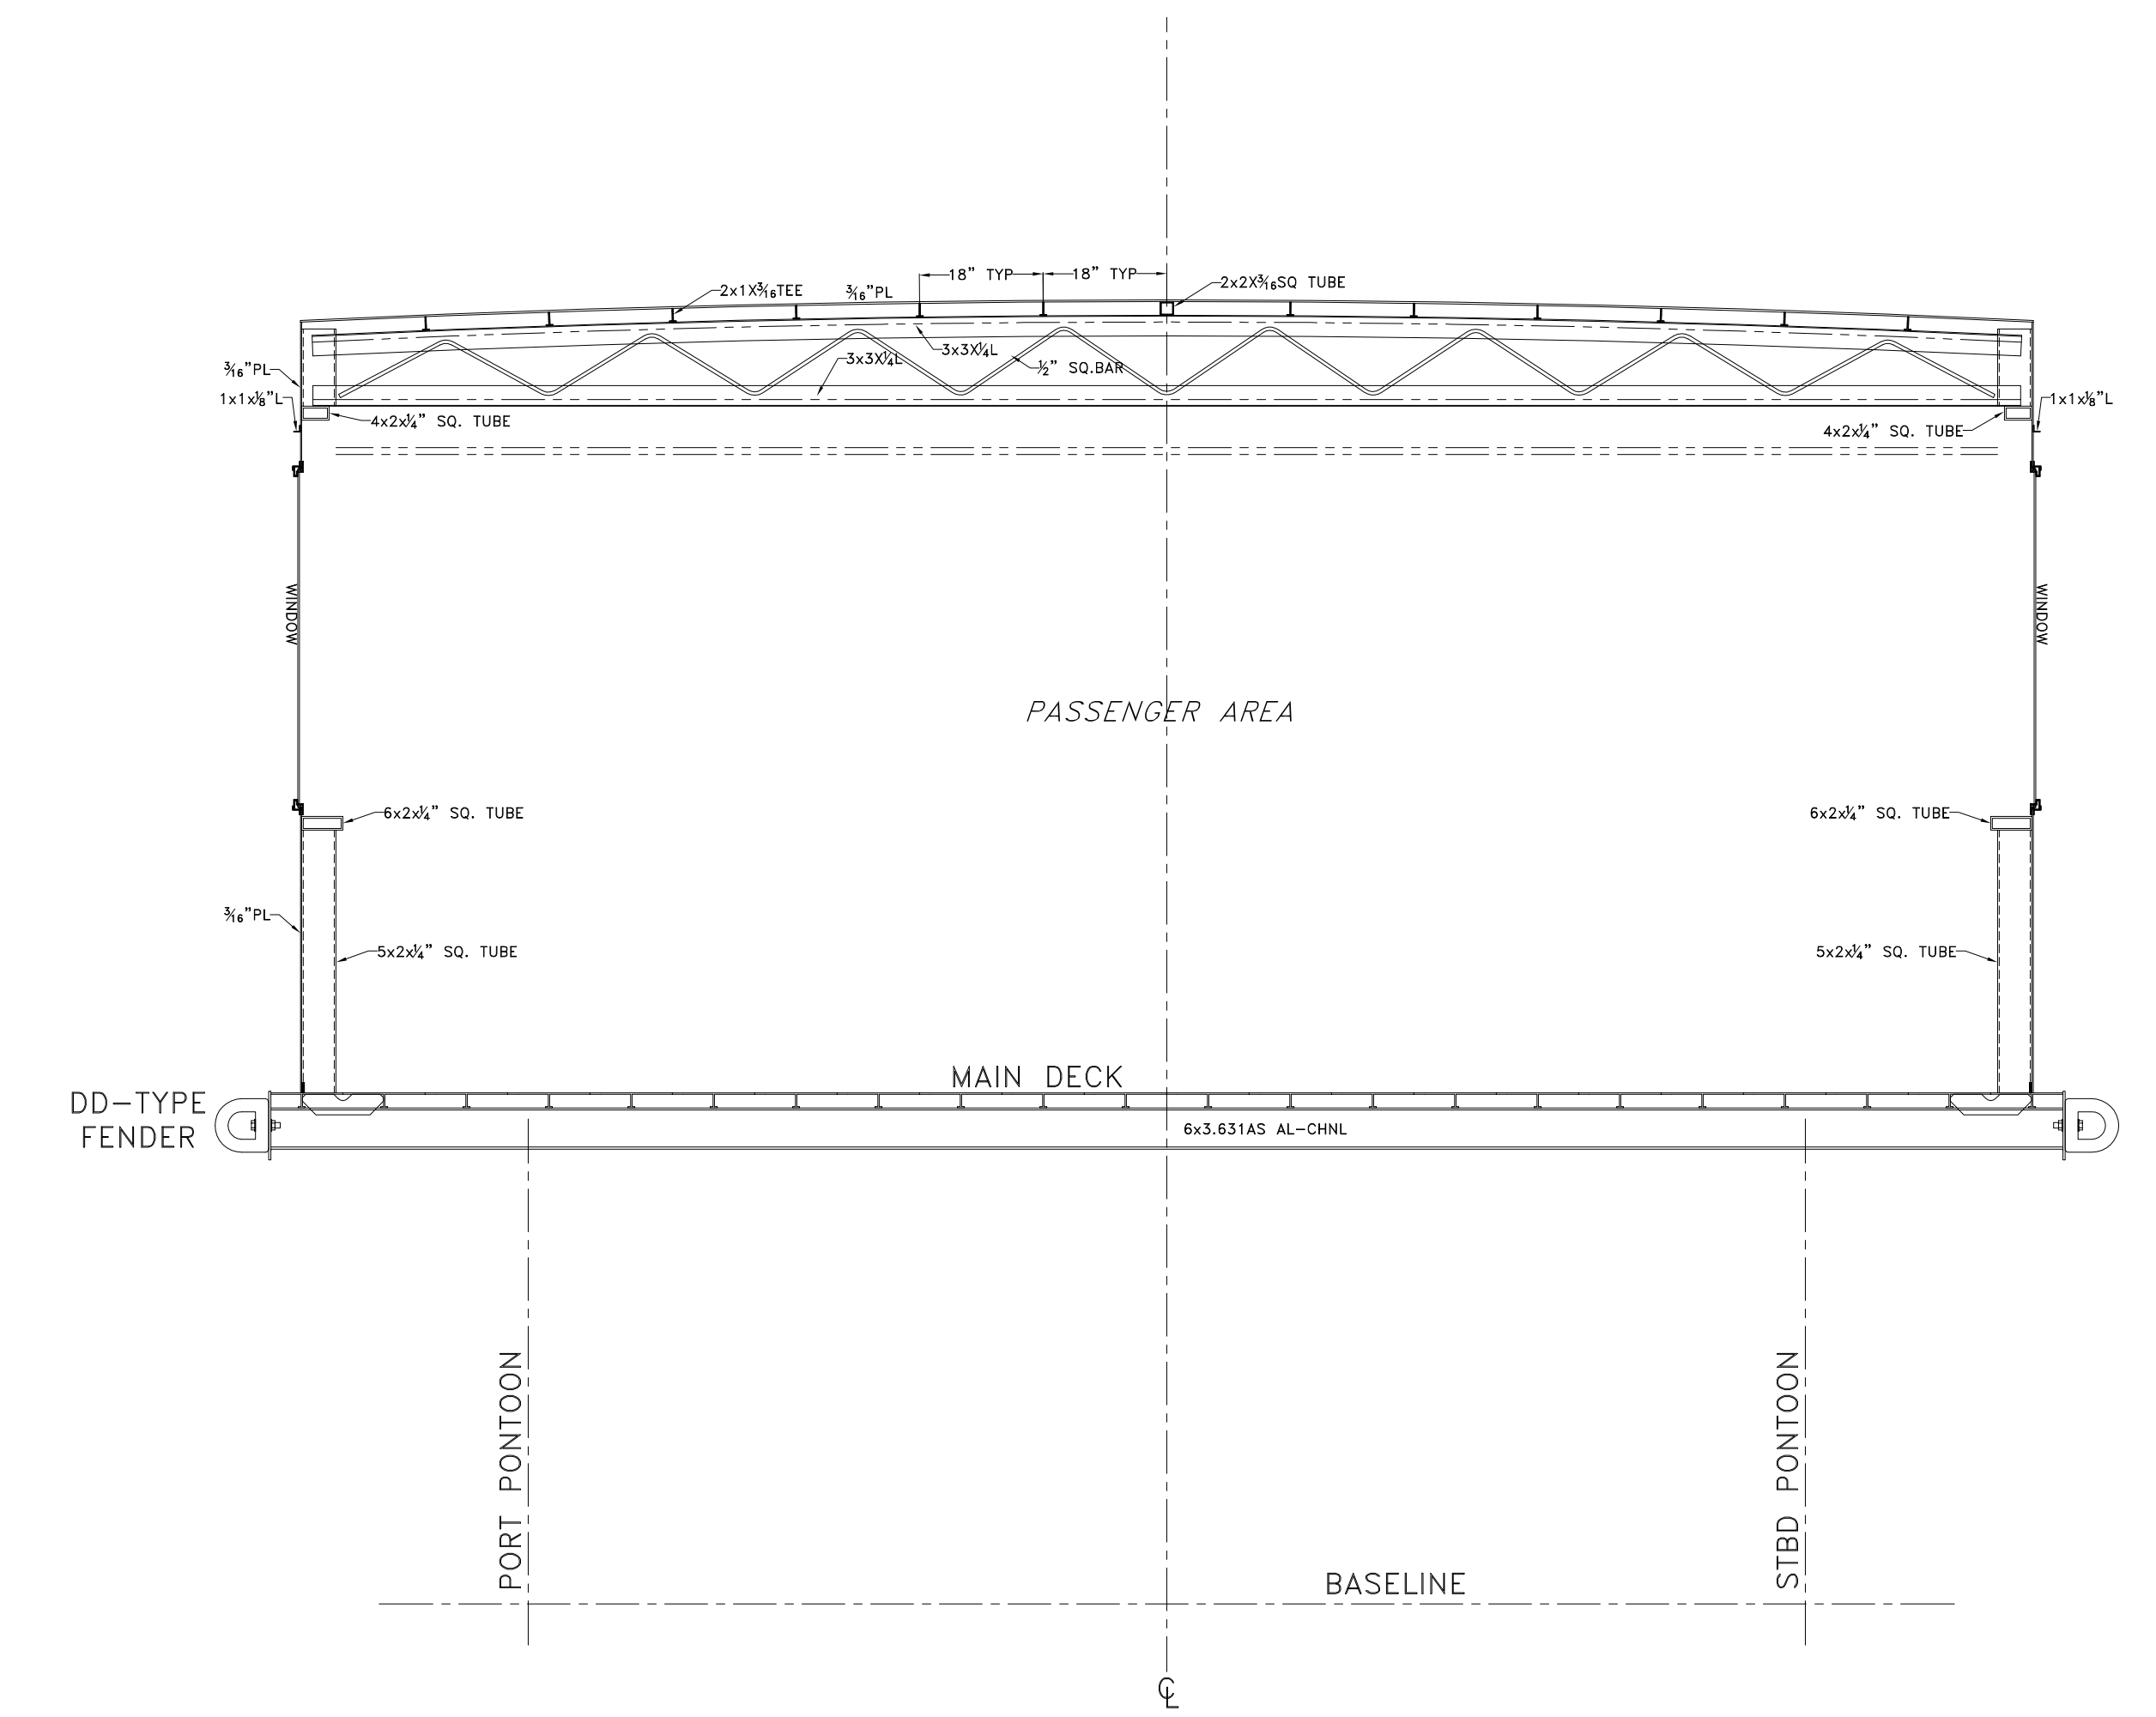 18" TYP
18" TYP
2x2X3/16SQ TUBE
2x1X3/16TEE
3/16"PL
3x3X1/4L
3x3X1/4L
1/2" SQ.BAR
3/16"PL
1x1x1/8"L
1x1x1/8"L
4x2x1/4" SQ. TUBE
4x2x1/4" SQ. TUBE
WINDOW
WINDOW
PASSENGER AREA
6x2x1/4" SQ. TUBE
6x2x1/4" SQ. TUBE
3/16"PL
5x2x1/4" SQ. TUBE
5x2x1/4" SQ. TUBE
MAIN DECK
DD-TYPE
FENDER
6x3.631AS AL-CHNL
PORT PONTOON
STBD PONTOON
BASELINE
CL